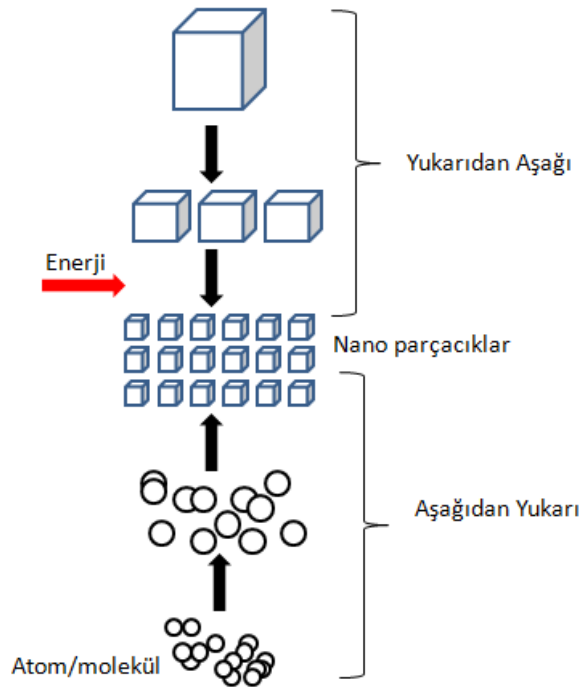 Yukarıdan Aşağı
Enerji
Nano parçacıklar
Aşağıdan Yukarı
Atom/molekül